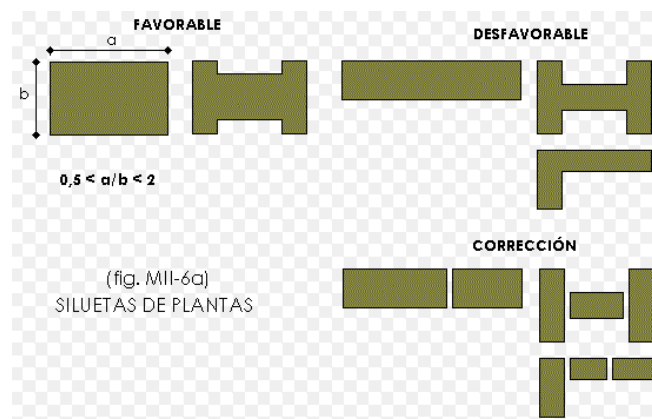 FAVORABLE
a
b
0,5 < a/b < 2
DESFAVORABLE
CORRECCIÓN
(fig. MII-6a)
SILUETAS DE PLANTAS